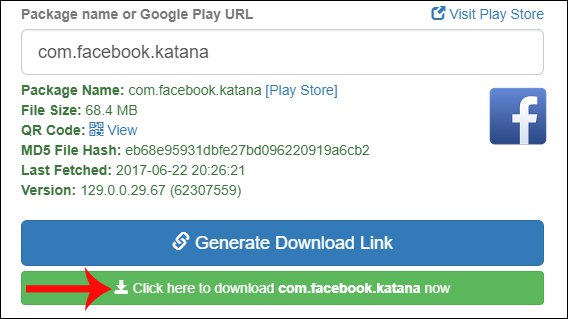 Package name or Google Play URL Visit Play Store
com.facebook.katana
Package Name: com.facebook.katana [Play Store]
File Size: 68.4 MB
QR Code: View
MD5 File Hash: eb68e95931dbfe27bd096220919a6cb2
Last Fetched: 2017-06-22 20:26:21
Version: 129.0.0.29.67 (62307559)
Generate Download Link
Click here to download com.facebook.katana now